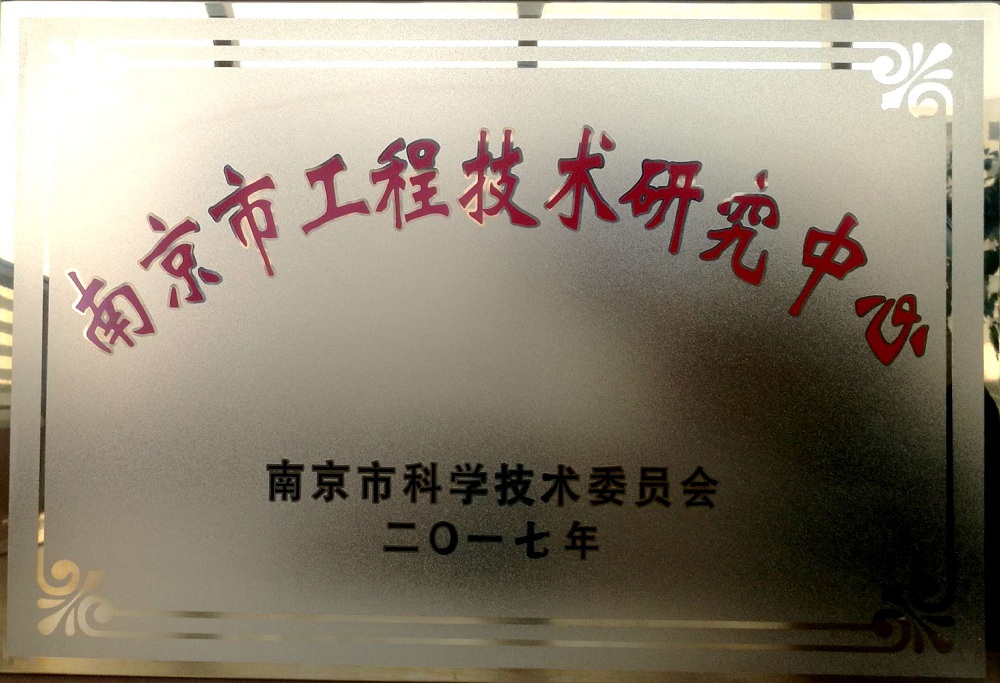 南京市工程技术研究中心
南京市科学技术委员会
二〇一七年